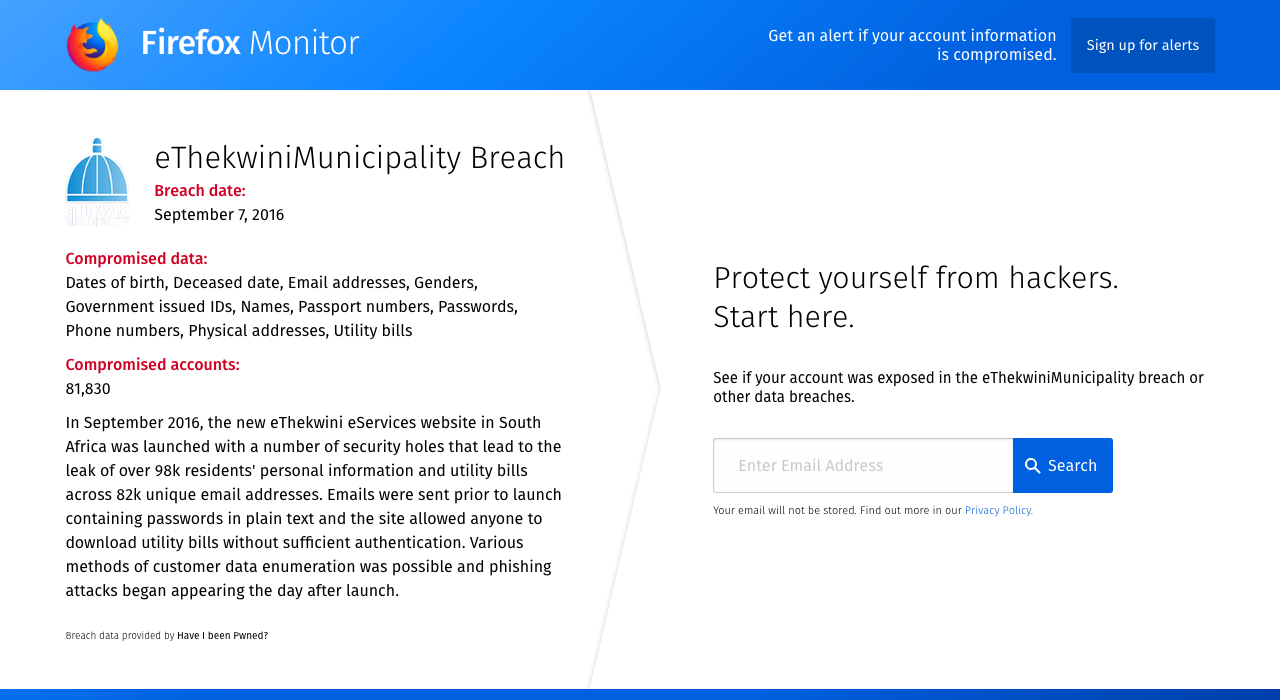 Firefox Monitor
Get an alert if your account information
is compromised.
Sign up for alerts
eThekwiniMunicipality Breach
Breach date:
September 7, 2016
Compromised data:
Dates of birth, Deceased date, Email addresses, Genders,
Government issued IDs, Names, Passport numbers, Passwords,
Phone numbers, Physical addresses, Utility bills
Compromised accounts:
81,830
In September 2016, the new eThekwini eServices website in South
Africa was launched with a number of security holes that lead to the
leak of over 98k residents' personal information and utility bills
across 82k unique email addresses. Emails were sent prior to launch
containing passwords in plain text and the site allowed anyone to
download utility bills without sufficient authentication. Various
methods of customer data enumeration was possible and phishing
attacks began appearing the day after launch.
Breach data provided by Have I been Pwned?
Protect yourself from hackers.
Start here.
See if your account was exposed in the eThekwiniMunicipality breach or
other data breaches.
Enter Email Address
Search
Your email will not be stored. Find out more in our Privacy Policy.